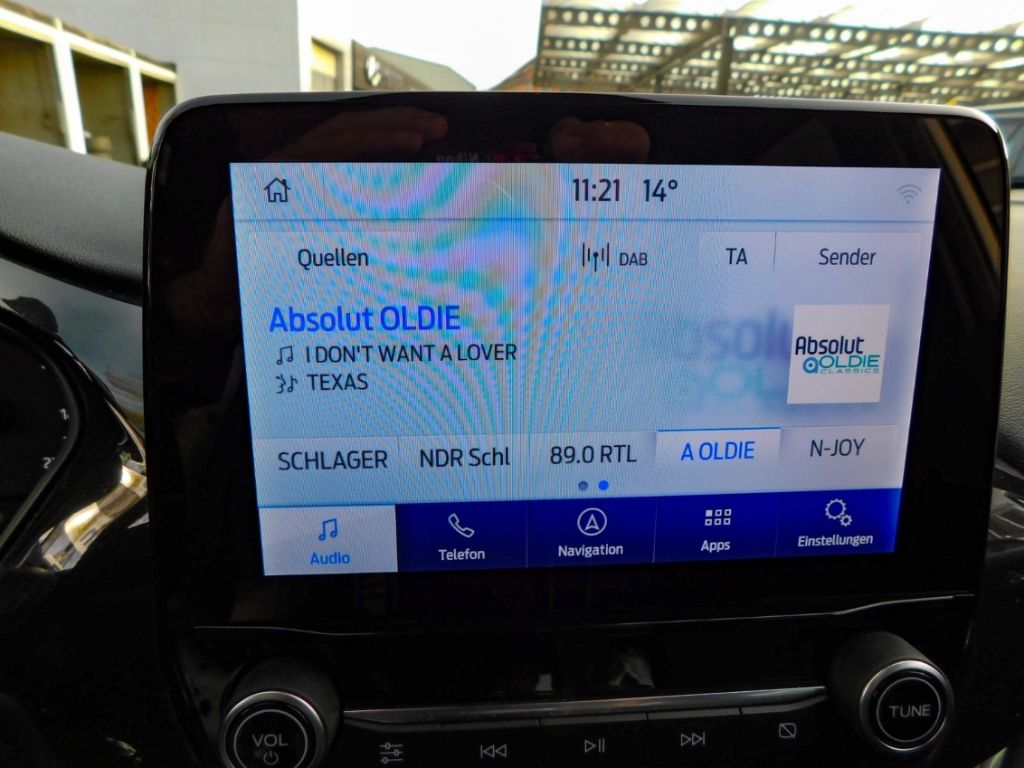 11:21 14°
Quellen DAB TA Sender
Absolut OLDIE
I DON'T WANT A LOVER
TEXAS
Absolut
OLDIE
CLASSICS
SCHLAGER NDR Schl 89.0 RTL A OLDIE N-JOY
Audio Telefon Navigation Apps Einstellungen
VOL
TUNE